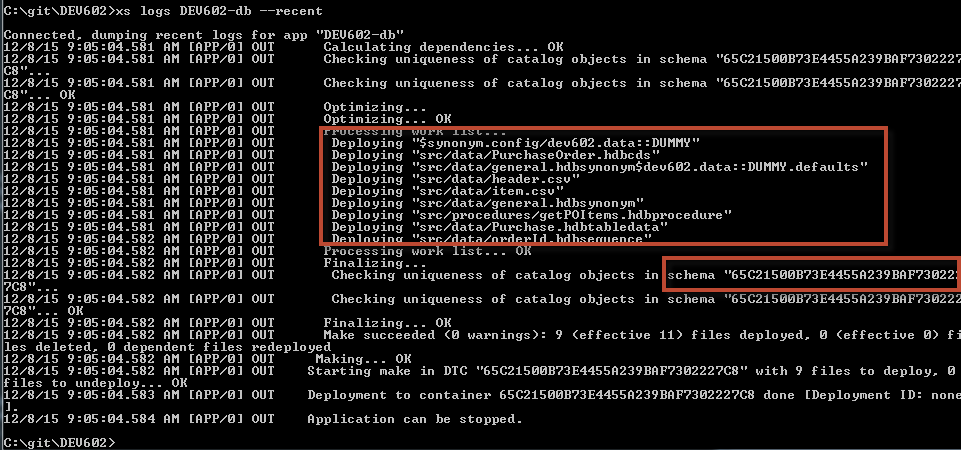 C:\git\DEV602>xs logs DEV602-db --recent
Connected, dumping recent logs for app "DEV602-db"
12/8/15 9:05:04.581 AM [APP/0] OUT Calculating dependencies... OK
12/8/15 9:05:04.581 AM [APP/0] OUT Checking uniqueness of catalog objects in schema "65C21500B73E4455A239BAF7302227
C8"...
12/8/15 9:05:04.581 AM [APP/0] OUT Checking uniqueness of catalog objects in schema "65C21500B73E4455A239BAF7302227
C8"... OK
12/8/15 9:05:04.581 AM [APP/0] OUT Optimizing...
12/8/15 9:05:04.581 AM [APP/0] OUT Optimizing... OK
12/8/15 9:05:04.581 AM [APP/0] OUT Processing work list...
12/8/15 9:05:04.581 AM [APP/0] OUT Deploying "$synonym.config/dev602.data::DUMMY"
12/8/15 9:05:04.581 AM [APP/0] OUT Deploying "src/data/PurchaseOrder.hdbcds"
12/8/15 9:05:04.581 AM [APP/0] OUT Deploying "src/data/general.hdbsynonym$dev602.data::DUMMY.defaults"
12/8/15 9:05:04.581 AM [APP/0] OUT Deploying "src/data/header.csv"
12/8/15 9:05:04.581 AM [APP/0] OUT Deploying "src/data/item.csv"
12/8/15 9:05:04.581 AM [APP/0] OUT Deploying "src/data/general.hdbsynonym"
12/8/15 9:05:04.581 AM [APP/0] OUT Deploying "src/procedures/getPOItems.hdbprocedure"
12/8/15 9:05:04.581 AM [APP/0] OUT Deploying "src/data/Purchase.hdbtabledata"
12/8/15 9:05:04.582 AM [APP/0] OUT Deploying "src/data/orderId.hdbsequence"
12/8/15 9:05:04.582 AM [APP/0] OUT Processing work list... OK
12/8/15 9:05:04.582 AM [APP/0] OUT Finalizing...
12/8/15 9:05:04.582 AM [APP/0] OUT Checking uniqueness of catalog objects in schema "65C21500B73E4455A239BAF730222
7C8"...
12/8/15 9:05:04.582 AM [APP/0] OUT Checking uniqueness of catalog objects in schema "65C21500B73E4455A239BAF730222
7C8"... OK
12/8/15 9:05:04.582 AM [APP/0] OUT Finalizing... OK
12/8/15 9:05:04.582 AM [APP/0] OUT Make succeeded (0 warnings): 9 (effective 11) files deployed, 0 (effective 0) fi
les deleted, 0 dependent files redeployed
12/8/15 9:05:04.582 AM [APP/0] OUT Making... OK
12/8/15 9:05:04.582 AM [APP/0] OUT Starting make in DTC "65C21500B73E4455A239BAF7302227C8" with 9 files to deploy, 0
files to undeploy... OK
12/8/15 9:05:04.583 AM [APP/0] OUT Deployment to container 65C21500B73E4455A239BAF7302227C8 done [Deployment ID: none
].
12/8/15 9:05:04.584 AM [APP/0] OUT Application can be stopped.
C:\git\DEV602>